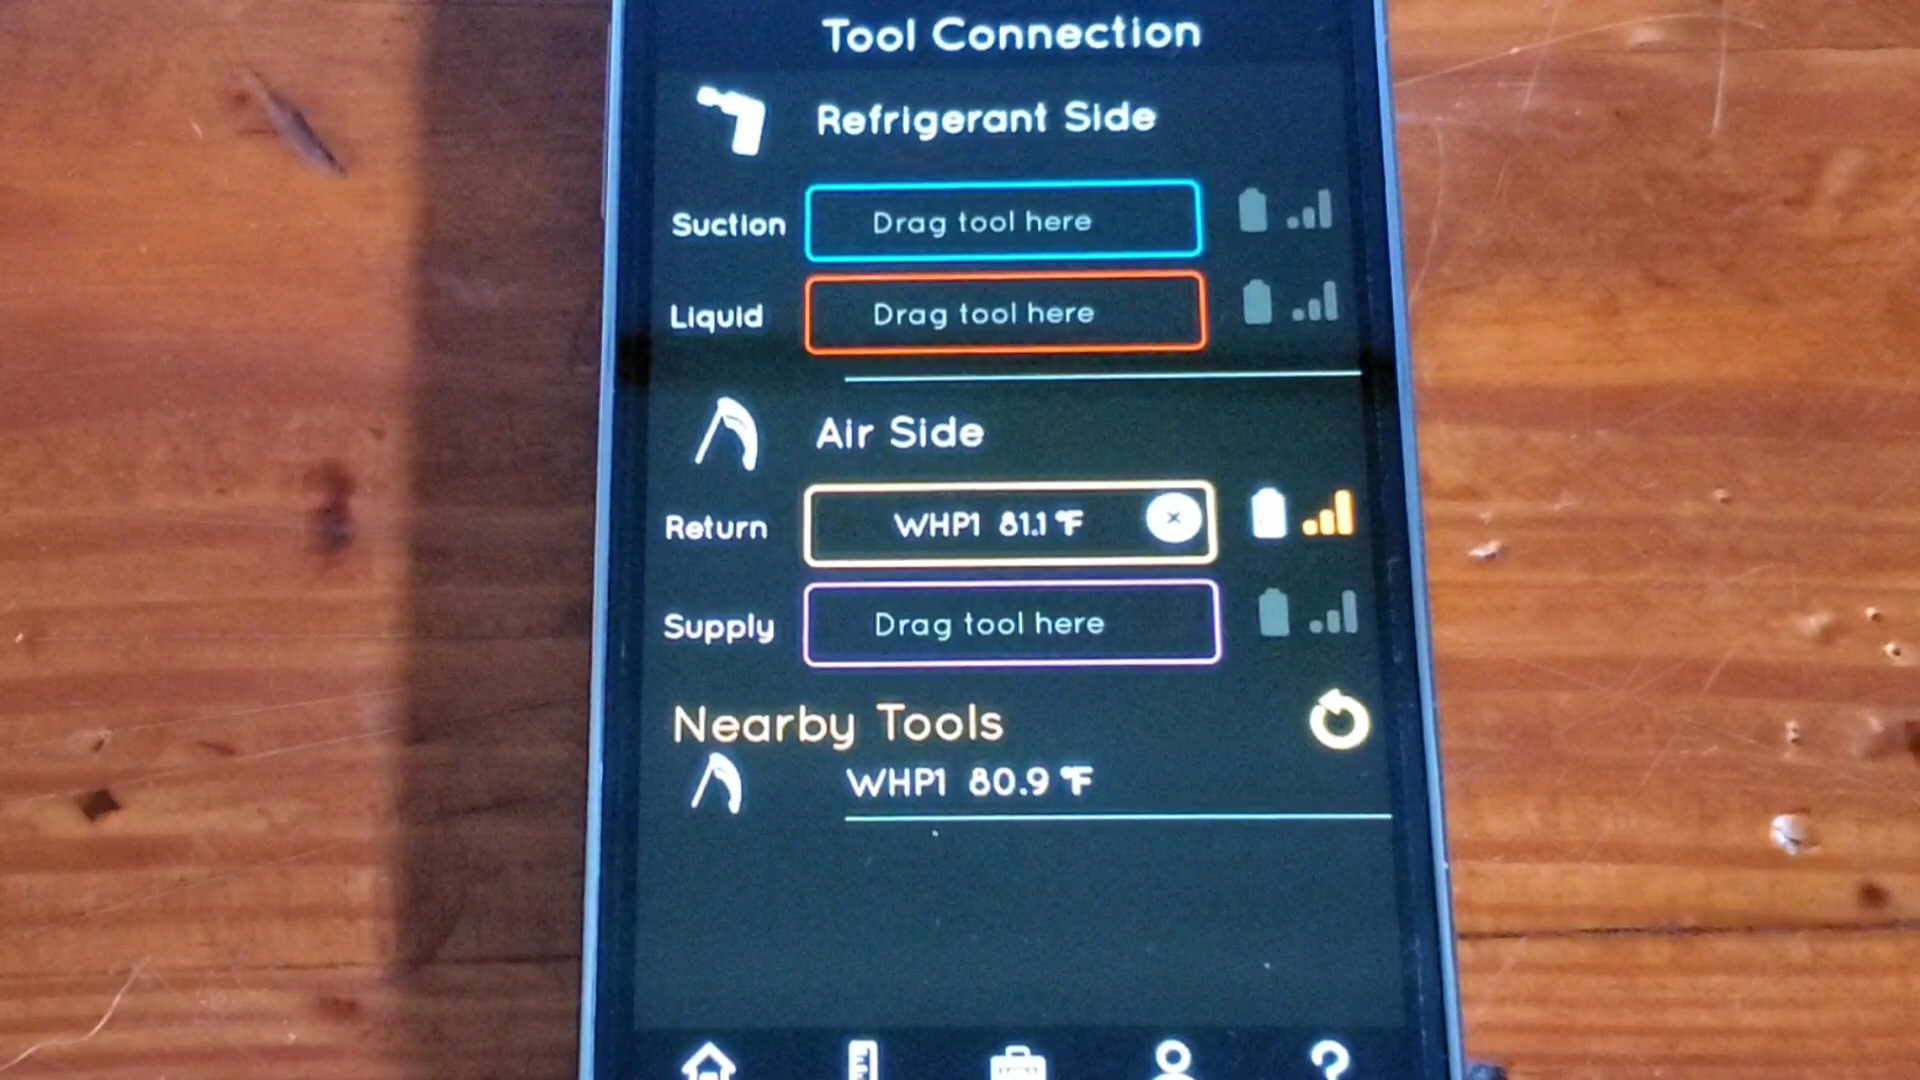 Tool Connection
Refrigerant Side
Suction Drag tool here
Liquid Drag tool here
Air Side
Return WHP1 81.1 °F
Supply Drag tool here
Nearby Tools
WHP1 80.9 °F
?